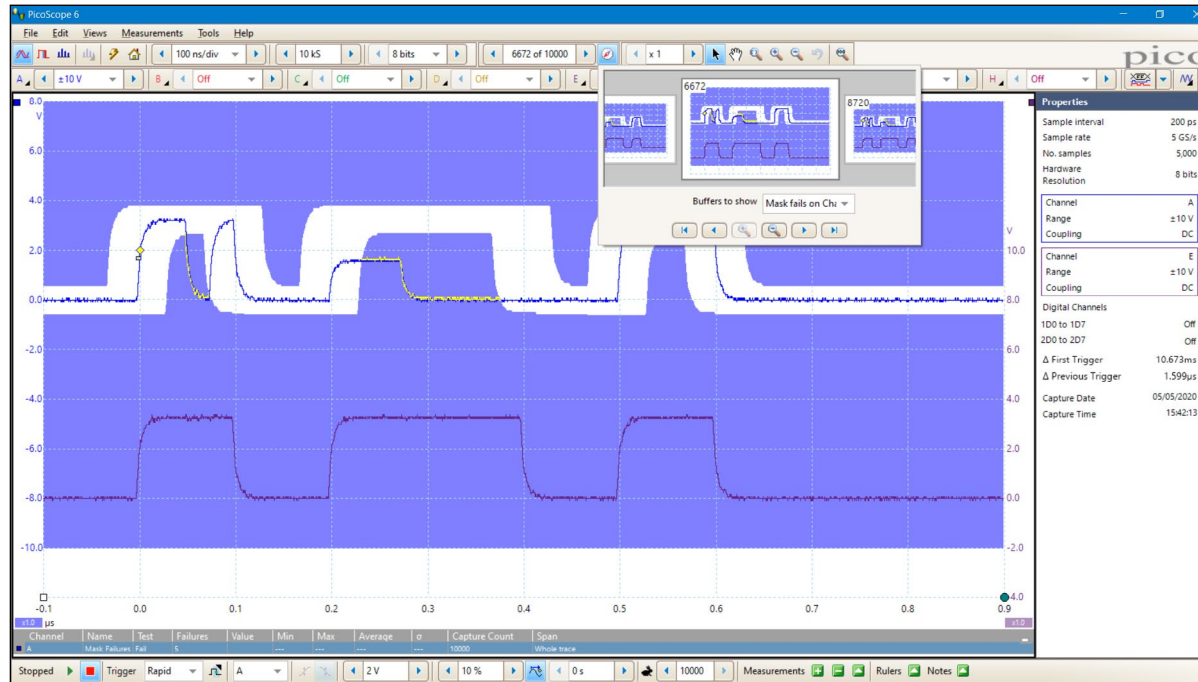 PicoScope 6
File Edit Views Measurements Tools Help
100 ns/div 10 kS 8 bits 6672 of 10000 x 1
pico
A ±10 V B Off C Off D Off E H Off
8.0
V
6.0
4.0
2.0
0.0
-2.0
-4.0
-6.0
-8.0
-10.0
6672
8720
Buffers to show Mask fails on Cha
V
10.0
8.0
6.0
4.0
2.0
0.0
-2.0
-4.0
-0.1 0.0 0.1 0.2 0.3 0.4 0.5 0.6 0.7 0.8 0.9
x1.0 µs x1.0
Properties
Sample interval 200 ps
Sample rate 5 GS/s
No. samples 5,000
Hardware
Resolution 8 bits
Channel A
Range ±10 V
Coupling DC
Channel E
Range ±10 V
Coupling DC
Digital Channels
1D0 to 1D7 Off
2D0 to 2D7 Off
Δ First Trigger 10.673ms
Δ Previous Trigger 1.599µs
Capture Date 05/05/2020
Capture Time 15:42:13
Channel Name Test Failures Value Min Max Average σ Capture Count Span
A Mask Failures Fail 5 --- --- --- --- 10000 Whole trace
Stopped Trigger Rapid A 2 V 10 % 0 s 10000 Measurements Rulers Notes